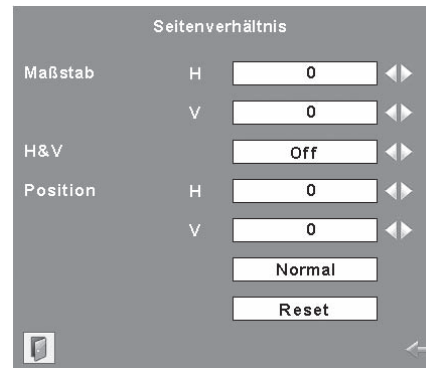 Seitenverhältnis
Maßstab H 0
V 0
H&V Off
Position H 0
V 0
Normal
Reset